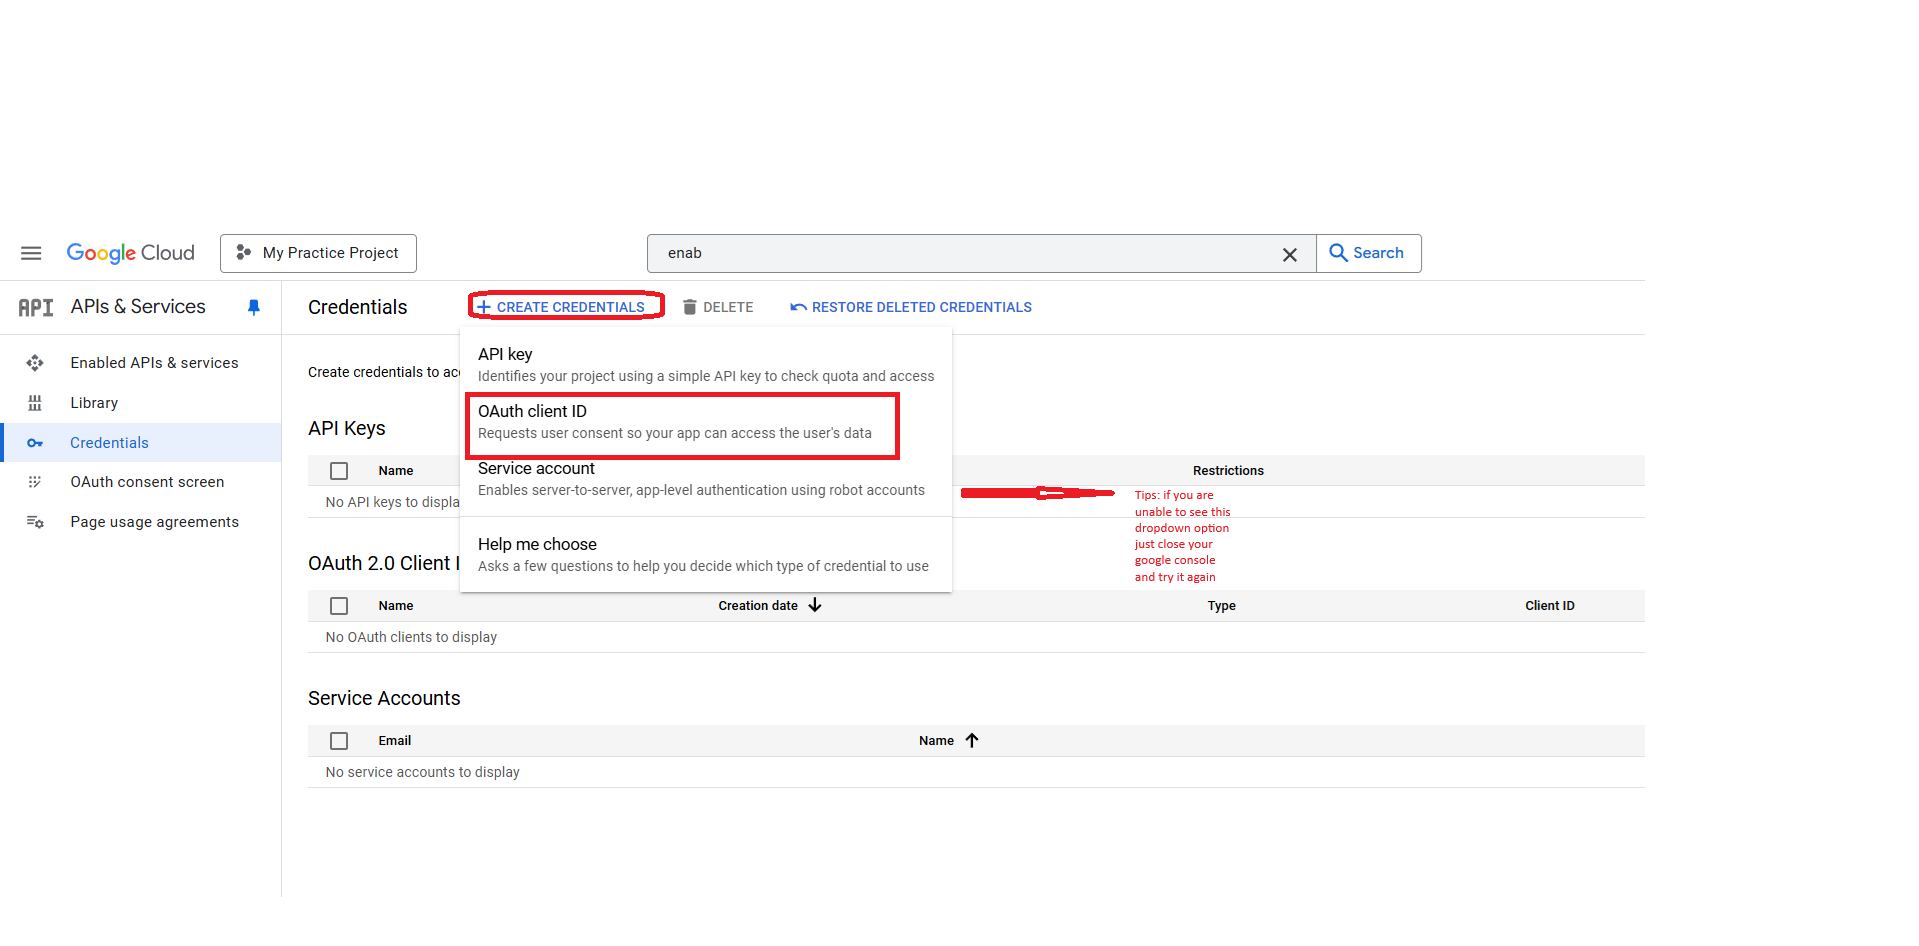 Google Cloud
My Practice Project
enab
Search
API
APIs & Services
Credentials
CREATE CREDENTIALS
DELETE
RESTORE DELETED CREDENTIALS
Enabled APIs & services
Library
Credentials
OAuth consent screen
Page usage agreements
Create credentials to acc
API key
Identifies your project using a simple API key to check quota and access
OAuth client ID
Requests user consent so your app can access the user's data
Service account
Enables server-to-server, app-level authentication using robot accounts
Help me choose
Asks a few questions to help you decide which type of credential to use
API Keys
Name
Restrictions
No API keys to displa
Tips: if you are
unable to see this
dropdown option
just close your
google console
and try it again
OAuth 2.0 Client I
Name
Creation date
Type
Client ID
No OAuth clients to display
Service Accounts
Email
Name
No service accounts to display